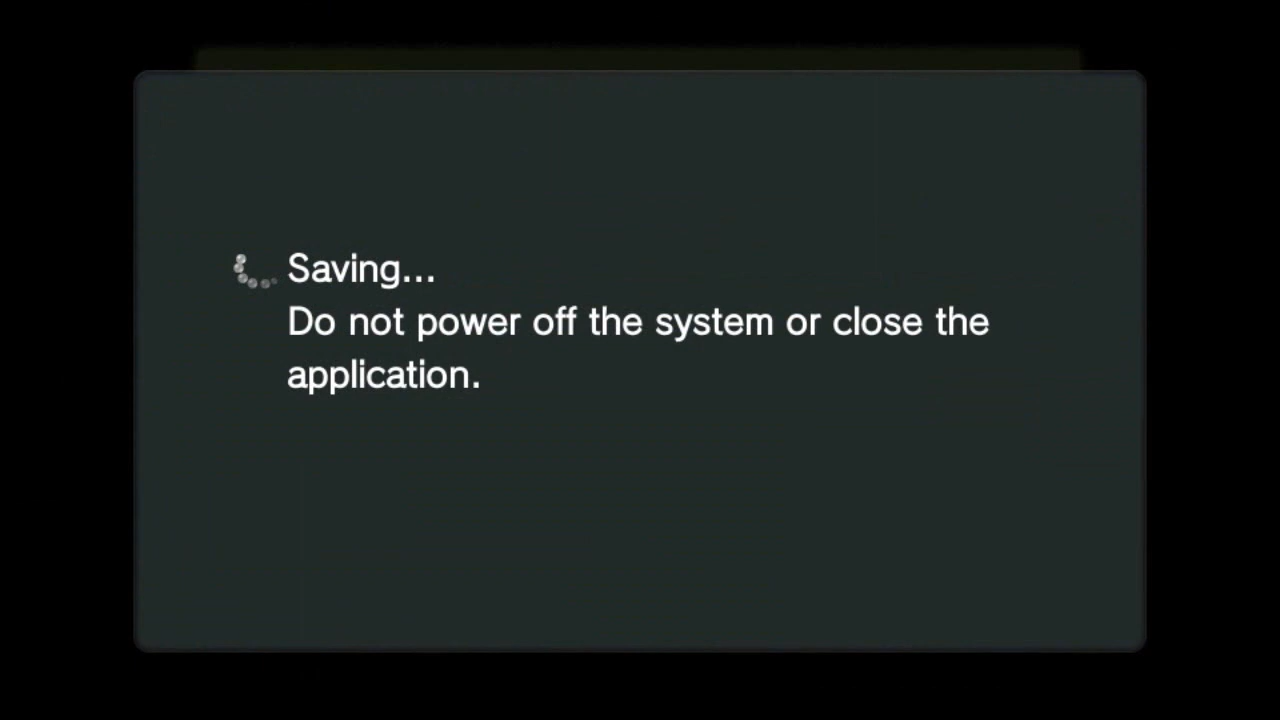 Saving...
Do not power off the system or close the
application.